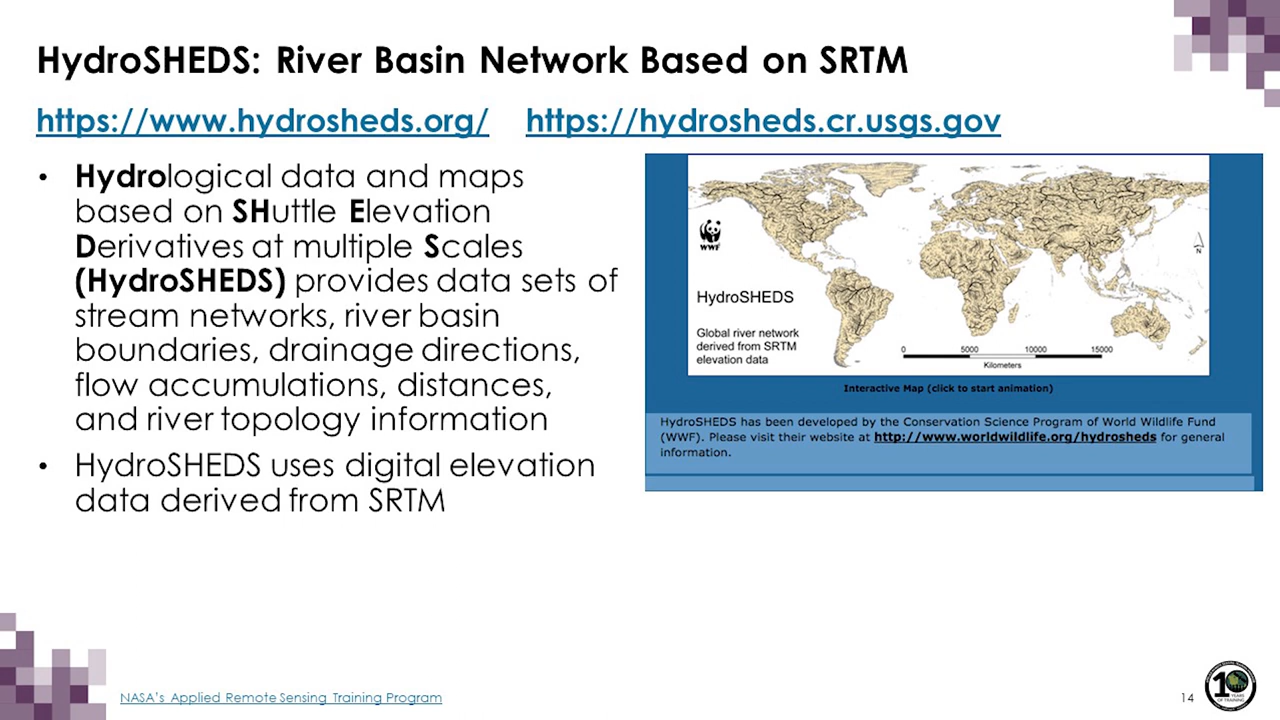 HydroSHEDS: River Basin Network Based on SRTM
https://www.hydrosheds.org/ https://hydrosheds.cr.usgs.gov
• Hydrological data and maps
based on SHuttle Elevation
Derivatives at multiple Scales
(HydroSHEDS) provides data sets of
stream networks, river basin
boundaries, drainage directions,
flow accumulations, distances,
and river topology information
• HydroSHEDS uses digital elevation
data derived from SRTM
WWF
N
HydroSHEDS
Global river network
derived from SRTM
elevation data
0 5000 10000 15000
Kilometers
Interactive Map (click to start animation)
HydroSHEDS has been developed by the Conservation Science Program of World Wildlife Fund
(WWF). Please visit their website at http://www.worldwildlife.org/hydrosheds for general
information.
NASA's Applied Remote Sensing Training Program
14
10
YEARS
OF TRAINING